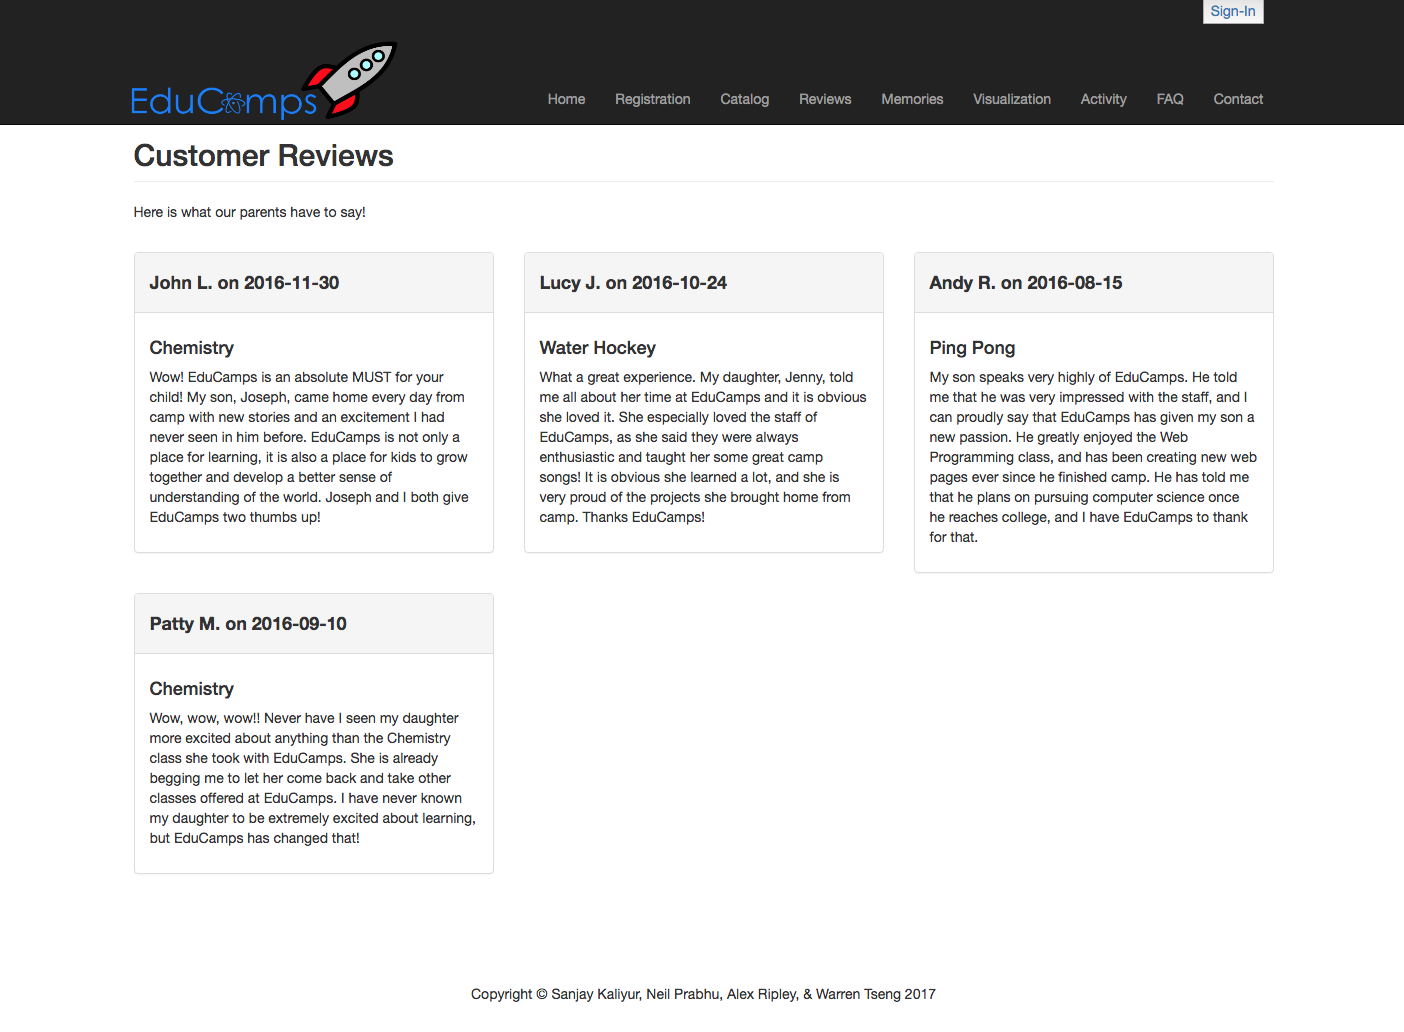 Sign-In
EduCamps
Home Registration Catalog Reviews Memories Visualization Activity FAQ Contact
Customer Reviews
Here is what our parents have to say!
John L. on 2016-11-30
Chemistry
Wow! EduCamps is an absolute MUST for your
child! My son, Joseph, came home every day from
camp with new stories and an excitement I had
never seen in him before. EduCamps is not only a
place for learning, it is also a place for kids to grow
together and develop a better sense of
understanding of the world. Joseph and I both give
EduCamps two thumbs up!
Lucy J. on 2016-10-24
Water Hockey
What a great experience. My daughter, Jenny, told
me all about her time at EduCamps and it is obvious
she loved it. She especially loved the staff of
EduCamps, as she said they were always
enthusiastic and taught her some great camp
songs! It is obvious she learned a lot, and she is
very proud of the projects she brought home from
camp. Thanks EduCamps!
Andy R. on 2016-08-15
Ping Pong
My son speaks very highly of EduCamps. He told
me that he was very impressed with the staff, and I
can proudly say that EduCamps has given my son a
new passion. He greatly enjoyed the Web
Programming class, and has been creating new web
pages ever since he finished camp. He has told me
that he plans on pursuing computer science once
he reaches college, and I have EduCamps to thank
for that.
Patty M. on 2016-09-10
Chemistry
Wow, wow, wow!! Never have I seen my daughter
more excited about anything than the Chemistry
class she took with EduCamps. She is already
begging me to let her come back and take other
classes offered at EduCamps. I have never known
my daughter to be extremely excited about learning,
but EduCamps has changed that!
Copyright © Sanjay Kaliyur, Neil Prabhu, Alex Ripley, & Warren Tseng 2017